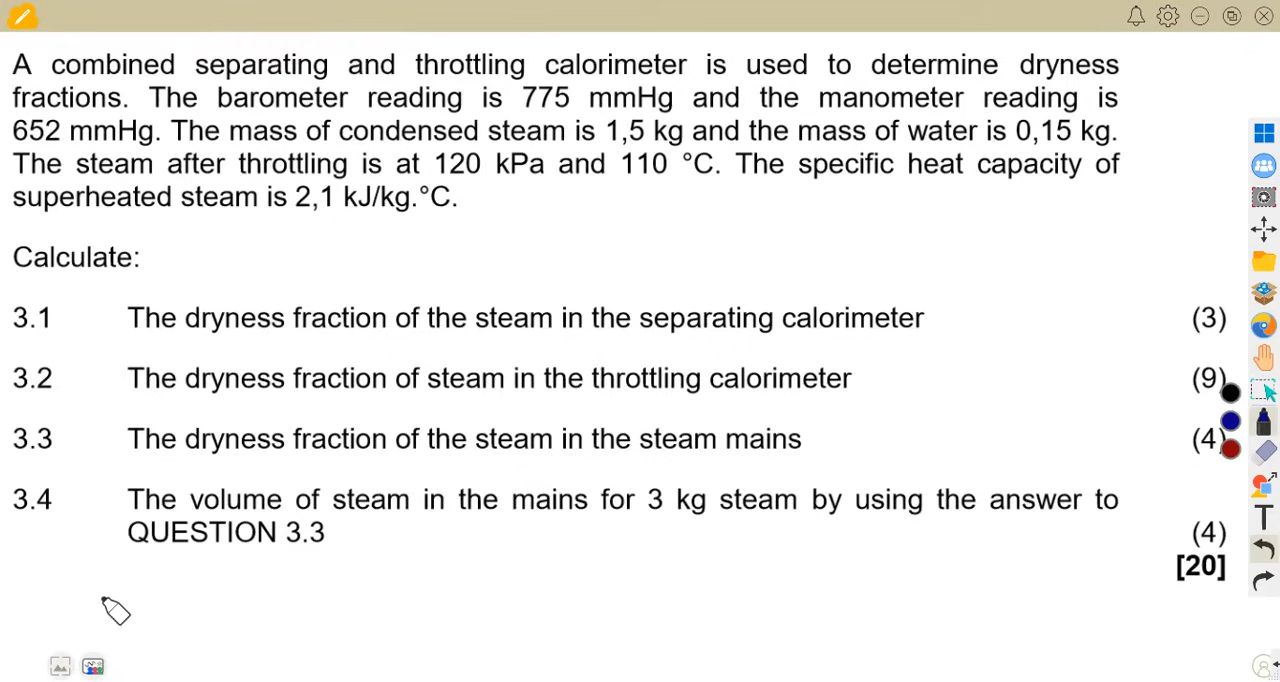 A combined separating and throttling calorimeter is used to determine dryness
fractions. The barometer reading is 775 mmHg and the manometer reading is
652 mmHg. The mass of condensed steam is 1,5 kg and the mass of water is 0,15 kg.
The steam after throttling is at 120 kPa and 110 °C. The specific heat capacity of
superheated steam is 2,1 kJ/kg.°C.
Calculate:
3.1 The dryness fraction of the steam in the separating calorimeter (3)
3.2 The dryness fraction of steam in the throttling calorimeter (9)
3.3 The dryness fraction of the steam in the steam mains (4)
3.4 The volume of steam in the mains for 3 kg steam by using the answer to
QUESTION 3.3 (4)
[20]